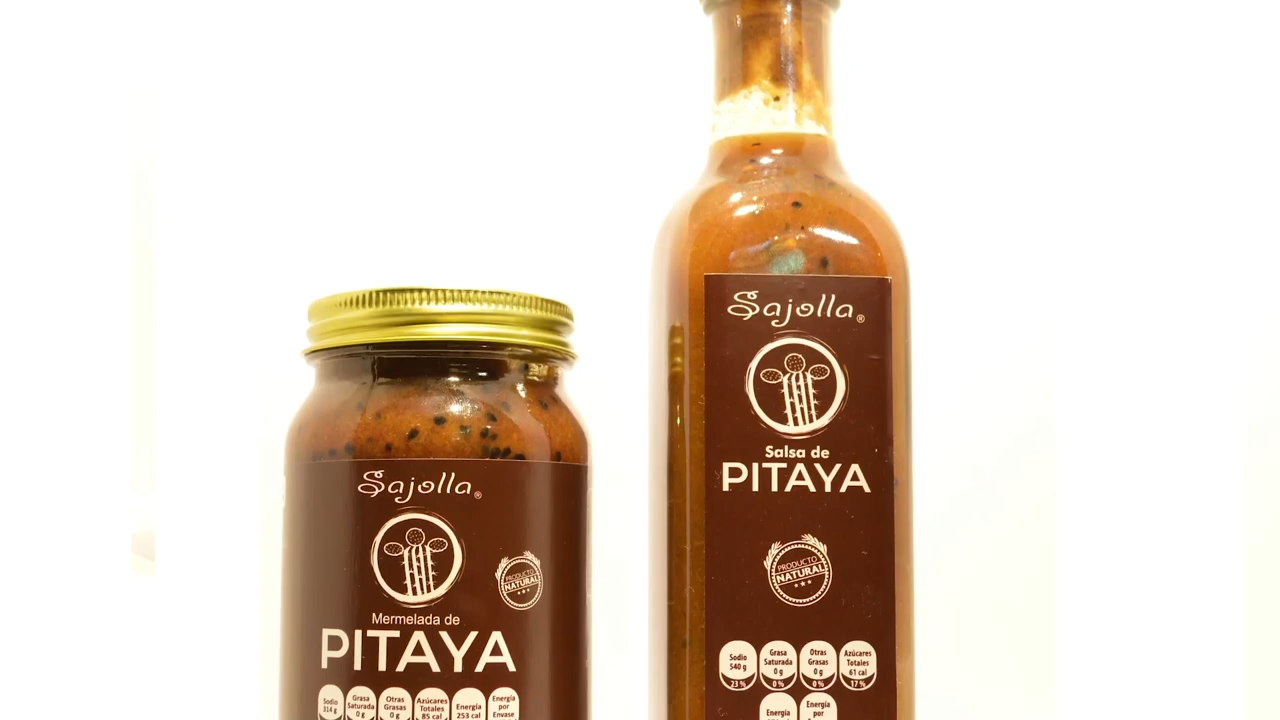 Sajolla®
Mermelada de
PITAYA
PRODUCTO
NATURAL
Sodio
314 g
Grasa
Saturada
0 g
Otras
Grasas
0 g
Azúcares
Totales
85 cal
Energía
253 cal
Energía
por
Envase
Sajolla®
Salsa de
PITAYA
PRODUCTO
NATURAL
Sodio
540 g
23 %
Grasa
Saturada
0 g
0 %
Otras
Grasas
0 g
0 %
Azúcares
Totales
61 cal
17 %
Energía
Energía
por